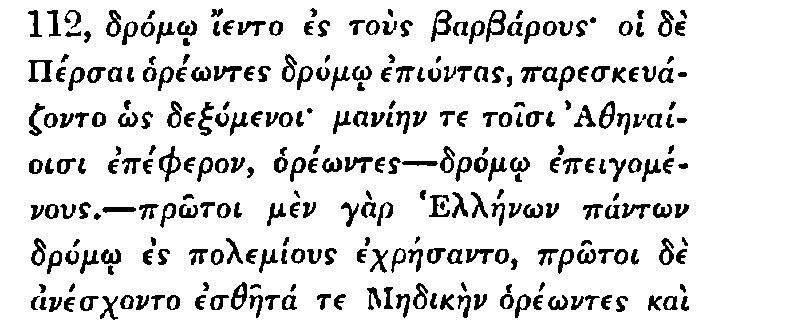 112, δρόμῳ ἵεντο ἐς τοὺς βαρβάρους· οἱ δὲ
Πέρσαι ὁρέωντες δρόμῳ ἐπιόντας, παρεσκευά-
ζοντο ὡς δεξόμενοι· μανίην τε τοῖσι Ἀθηναί-
οισι ἐπέφερον, ὁρέωντες—δρόμῳ ἐπειγομέ-
νους.—πρῶτοι μὲν γὰρ Ἑλλήνων πάντων
δρόμῳ ἐς πολεμίους ἐχρήσαντο, πρῶτοι δὲ
ἀνέσχοντο ἐσθῆτά τε Μηδικὴν ὁρέωντες καὶ